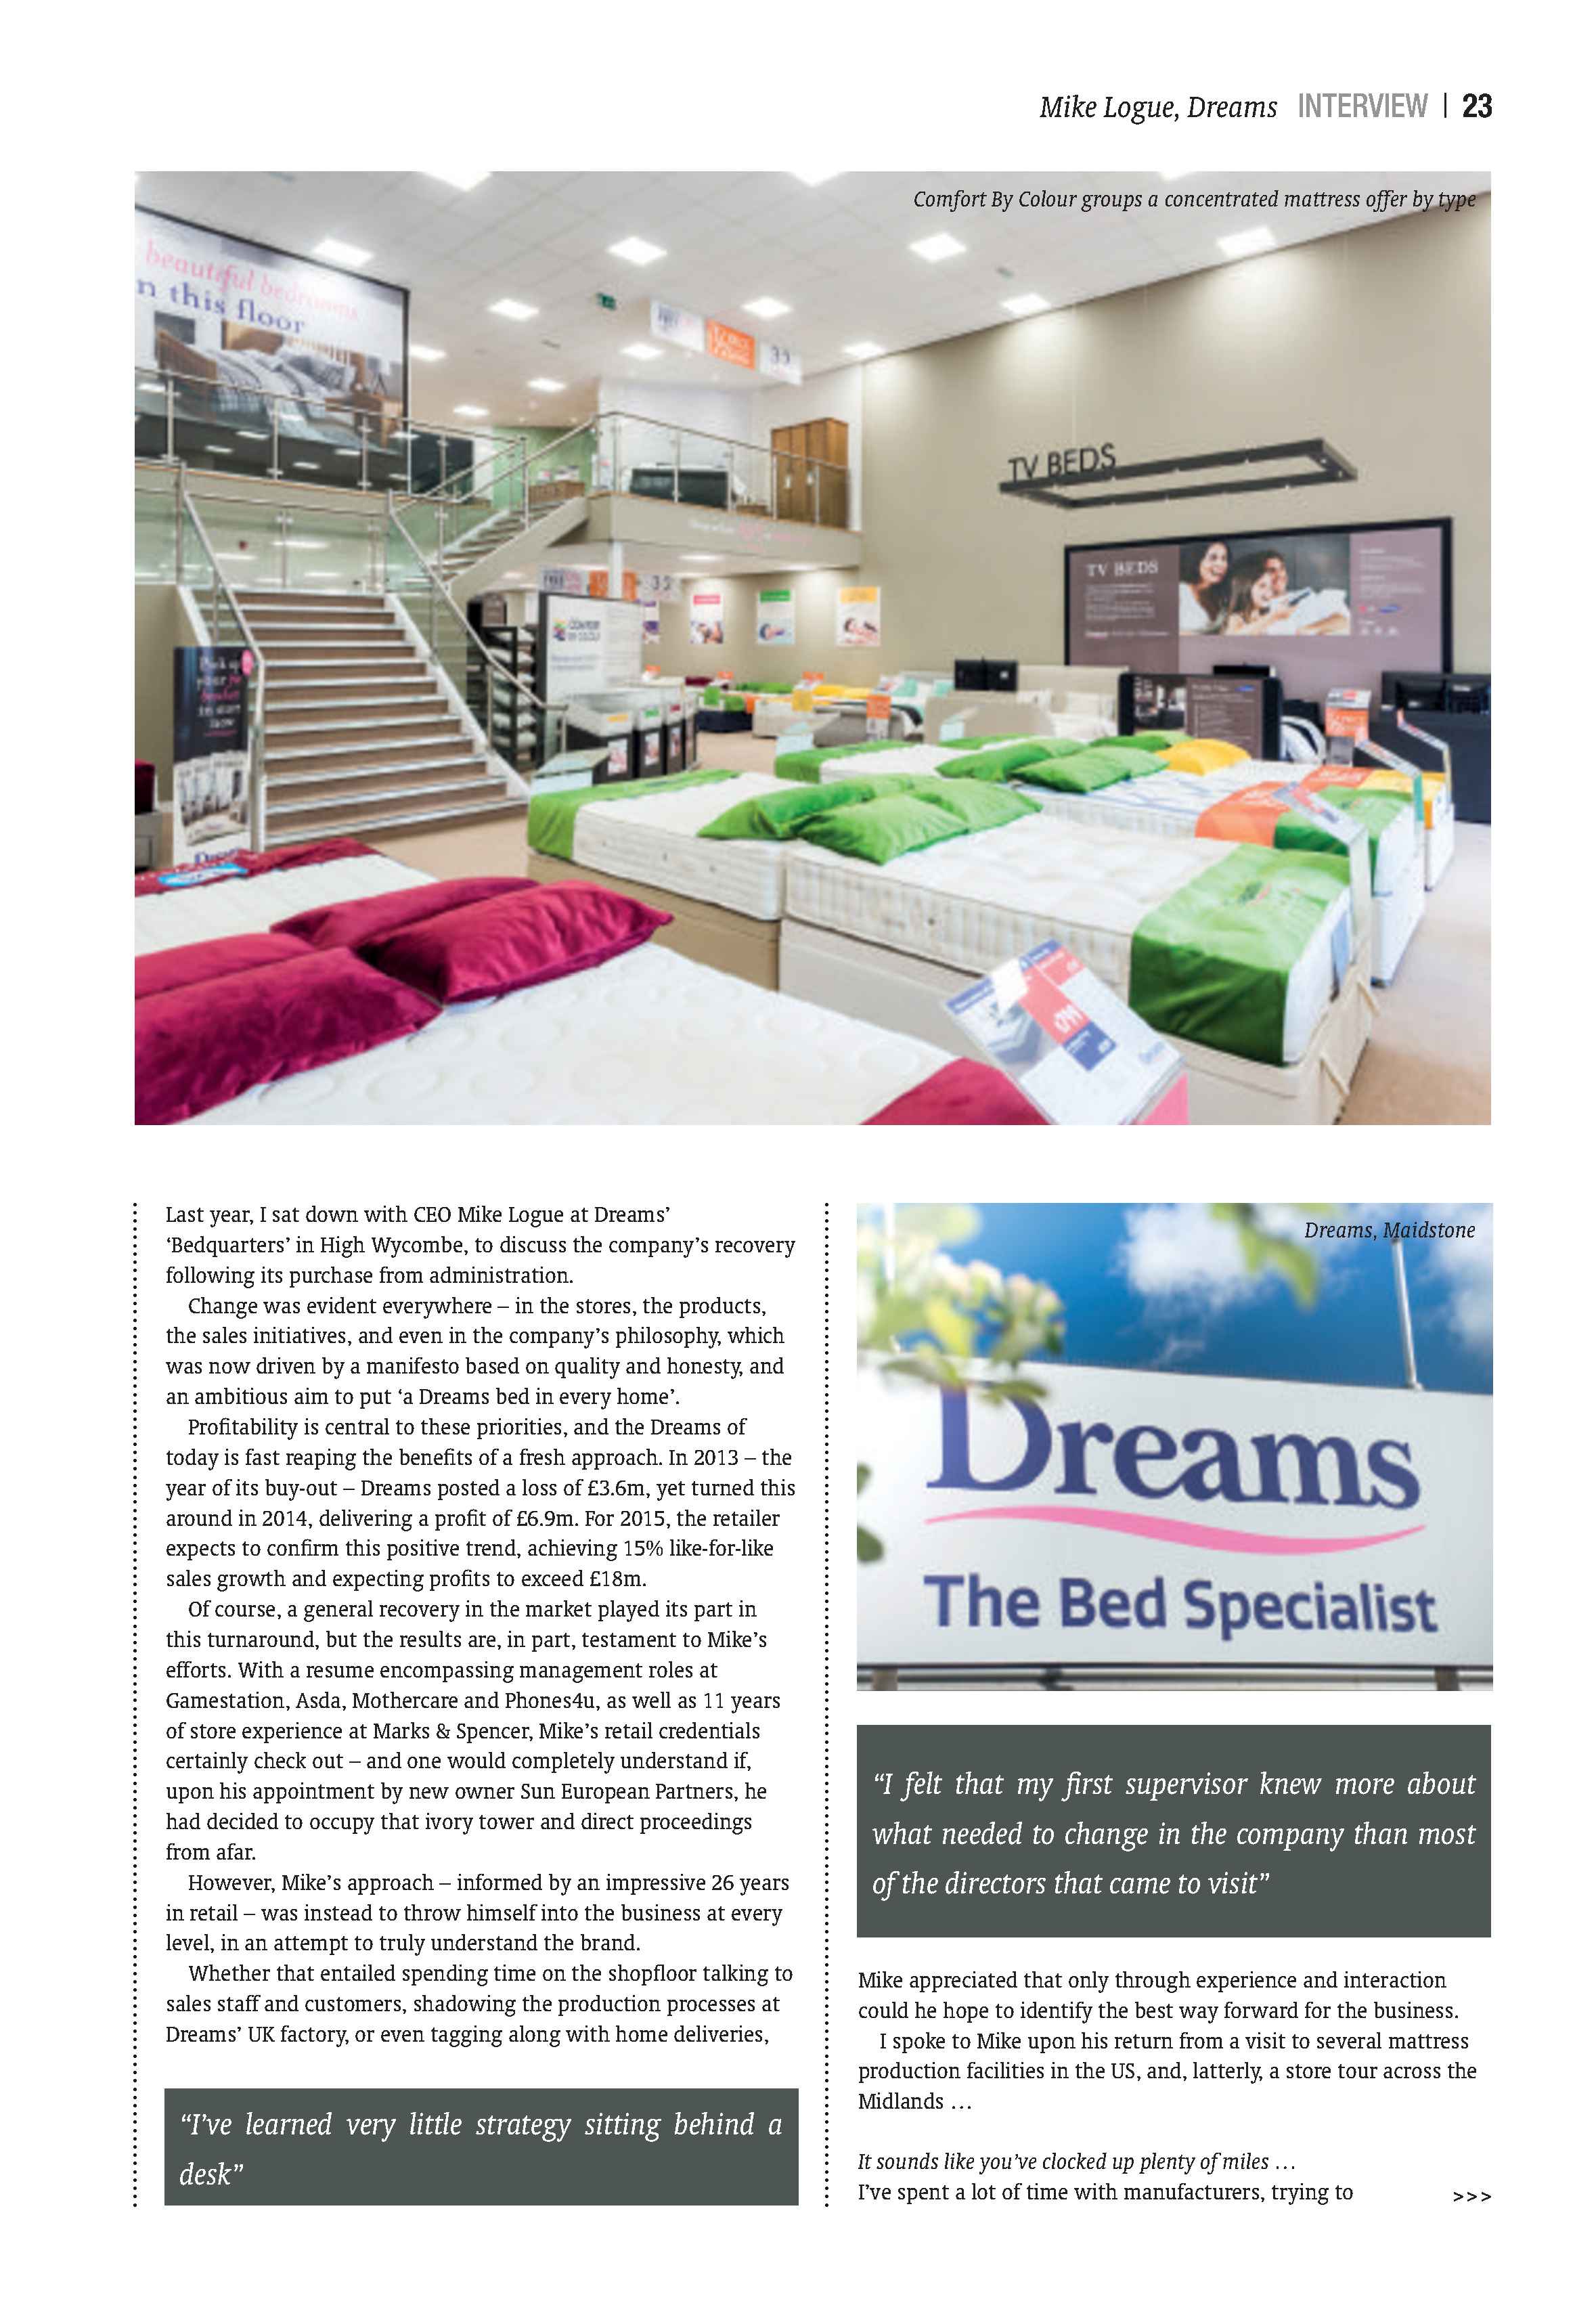 Mike Logue, Dreams INTERVIEW | 23
Comfort By Colour groups a concentrated mattress offer by type
beautiful bedrooms
n this floor
TV BEDS
TV BEDS
COMFORT
BY COLOUR
Last year, I sat down with CEO Mike Logue at Dreams’
‘Bedquarters’ in High Wycombe, to discuss the company’s recovery
following its purchase from administration.
Change was evident everywhere – in the stores, the products,
the sales initiatives, and even in the company’s philosophy, which
was now driven by a manifesto based on quality and honesty, and
an ambitious aim to put ‘a Dreams bed in every home’.
Profitability is central to these priorities, and the Dreams of
today is fast reaping the benefits of a fresh approach. In 2013 – the
year of its buy-out – Dreams posted a loss of £3.6m, yet turned this
around in 2014, delivering a profit of £6.9m. For 2015, the retailer
expects to confirm this positive trend, achieving 15% like-for-like
sales growth and expecting profits to exceed £18m.
Of course, a general recovery in the market played its part in
this turnaround, but the results are, in part, testament to Mike’s
efforts. With a resume encompassing management roles at
Gamestation, Asda, Mothercare and Phones4u, as well as 11 years
of store experience at Marks & Spencer, Mike’s retail credentials
certainly check out – and one would completely understand if,
upon his appointment by new owner Sun European Partners, he
had decided to occupy that ivory tower and direct proceedings
from afar.
However, Mike’s approach – informed by an impressive 26 years
in retail – was instead to throw himself into the business at every
level, in an attempt to truly understand the brand.
Whether that entailed spending time on the shopfloor talking to
sales staff and customers, shadowing the production processes at
Dreams’ UK factory, or even tagging along with home deliveries,
“I’ve learned very little strategy sitting behind a
desk”
Dreams, Maidstone
Dreams
The Bed Specialist
“I felt that my first supervisor knew more about
what needed to change in the company than most
of the directors that came to visit”
Mike appreciated that only through experience and interaction
could he hope to identify the best way forward for the business.
I spoke to Mike upon his return from a visit to several mattress
production facilities in the US, and, latterly, a store tour across the
Midlands …
It sounds like you’ve clocked up plenty of miles …
I’ve spent a lot of time with manufacturers, trying to
>>>